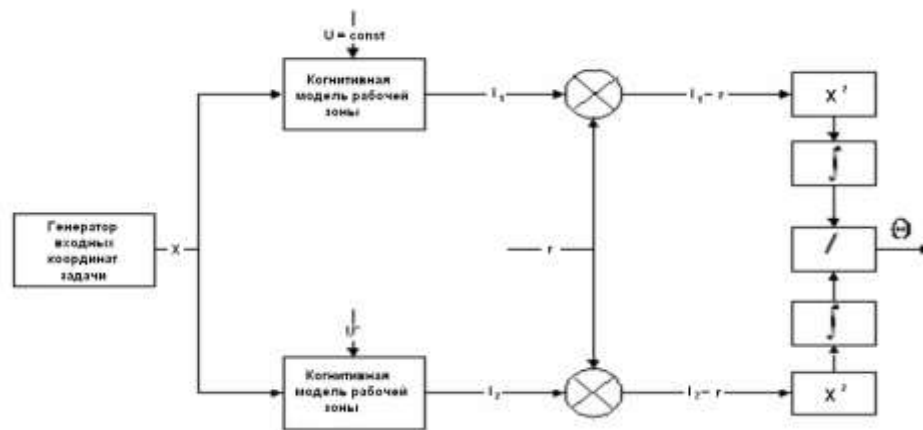 U = const
Когнитивная
модель рабочей
зоны
I₁
I₁ – r
X²
∫
Генератор
входных
координат
задачи
X
r
/
Θ
∫
Когнитивная
модель рабочей
зоны
I₂
I₂ – r
X²